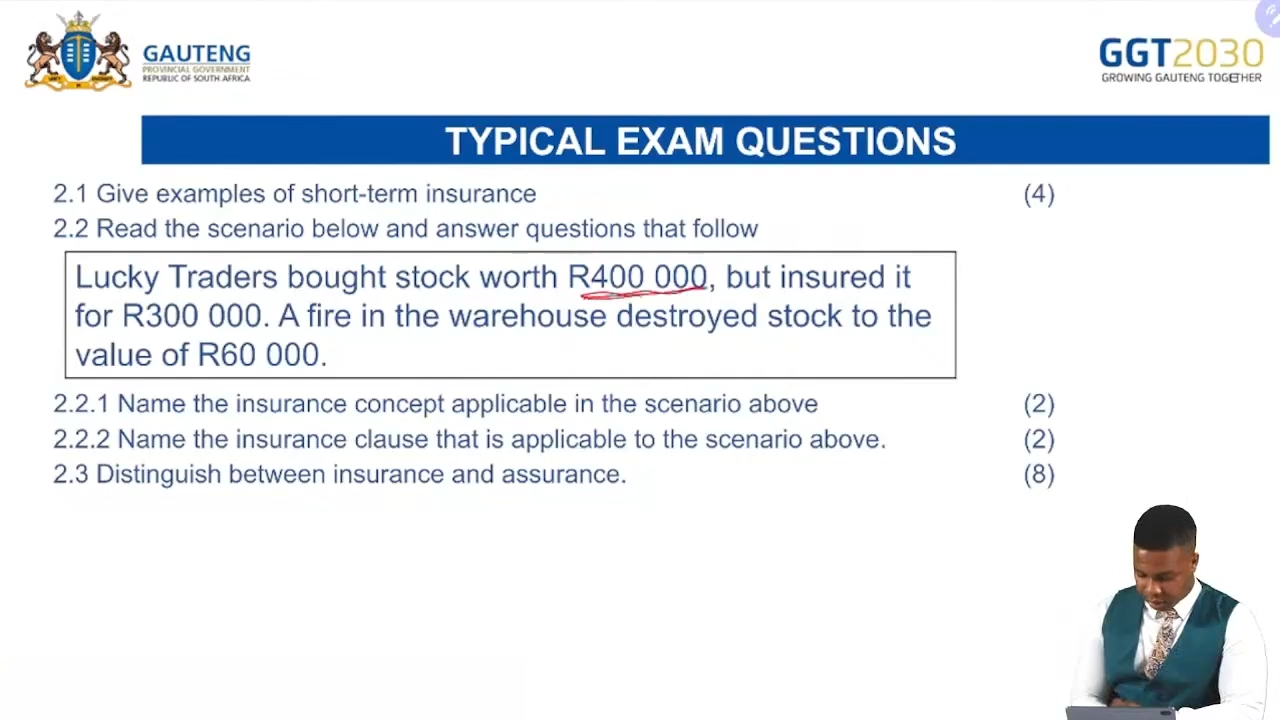 GAUTENG
PROVINCIAL GOVERNMENT
REPUBLIC OF SOUTH AFRICA
GGT2030
GROWING GAUTENG TOGETHER
TYPICAL EXAM QUESTIONS
2.1 Give examples of short-term insurance (4)
2.2 Read the scenario below and answer questions that follow
Lucky Traders bought stock worth R400 000, but insured it
for R300 000. A fire in the warehouse destroyed stock to the
value of R60 000.
2.2.1 Name the insurance concept applicable in the scenario above (2)
2.2.2 Name the insurance clause that is applicable to the scenario above. (2)
2.3 Distinguish between insurance and assurance. (8)